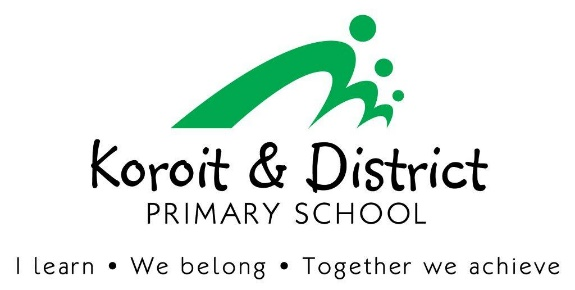 Koroit & District
PRIMARY SCHOOL
I learn • We belong • Together we achieve